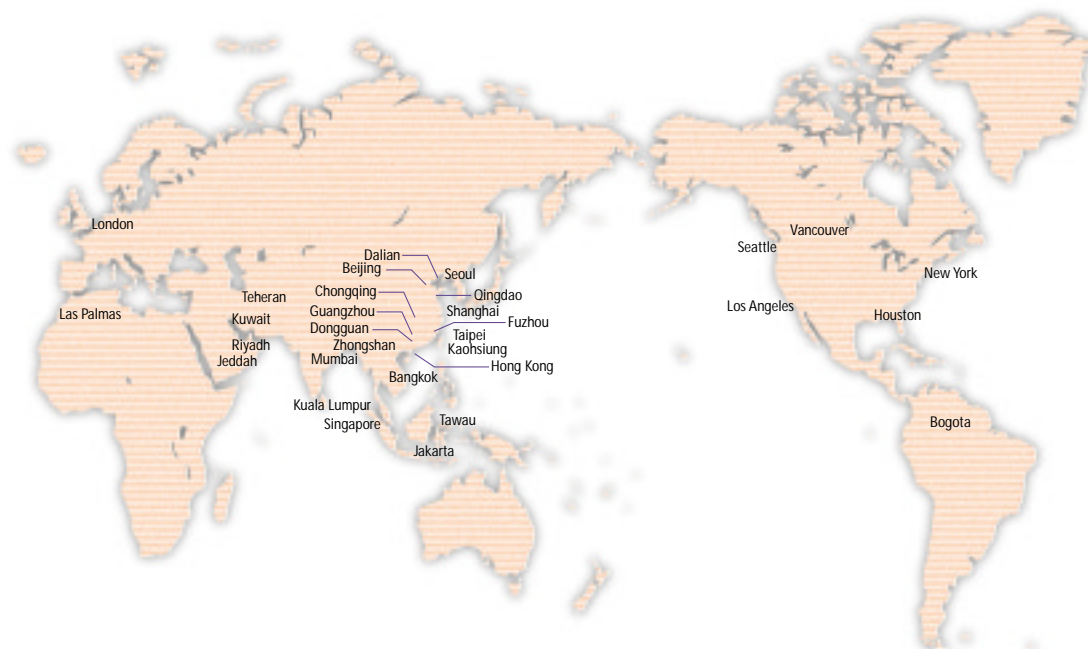 London
Vancouver
Seattle
Dalian
Beijing
Seoul
New York
Chongqing
Qingdao
Teheran
Las Palmas
Los Angeles
Guangzhou
Shanghai
Houston
Kuwait
Fuzhou
Dongguan
Taipei
Riyadh
Zhongshan
Kaohsiung
Jeddah
Mumbai
Hong Kong
Bangkok
Kuala Lumpur
Singapore
Tawau
Bogota
Jakarta